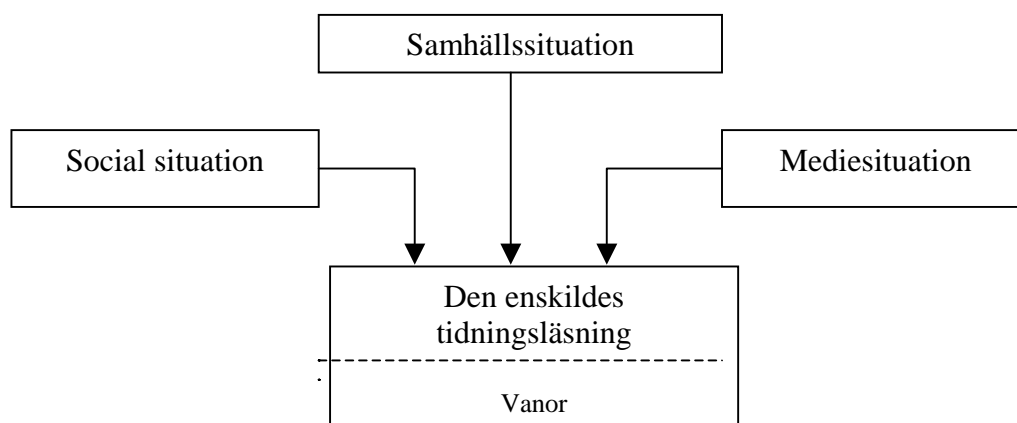 Samhällssituation
Social situation
Mediesituation
Den enskildes
tidningsläsning
Vanor